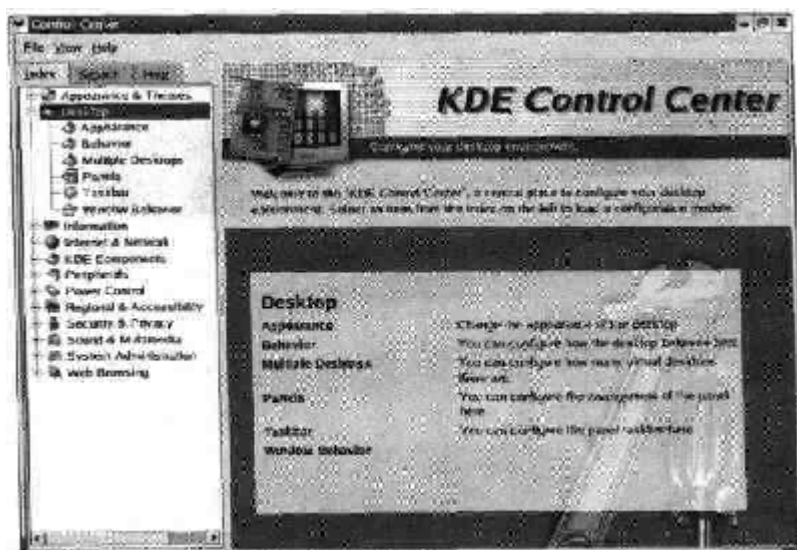 Control Center
File View Help
Index Search Help
Appearance & Themes
Desktop
Appearance
Behavior
Multiple Desktops
Panels
Taskbar
Window Behavior
Information
Internet & Network
KDE Components
Peripherals
Power Control
Regional & Accessibility
Security & Privacy
Sound & Multimedia
System Administration
Web Browsing
KDE Control Center
Configure your desktop environment.
Welcome to the "KDE Control Center", a central place to configure your desktop
environment. Select an item from the index on the left to load a configuration module.
Desktop
Appearance Change the appearance of your desktop
Behavior You can configure how the desktop behaves here
Multiple Desktops You can configure how many virtual desktops
there are.
Panels You can configure the arrangement of the panel
here
Taskbar You can configure the panel taskbar here
Window Behavior